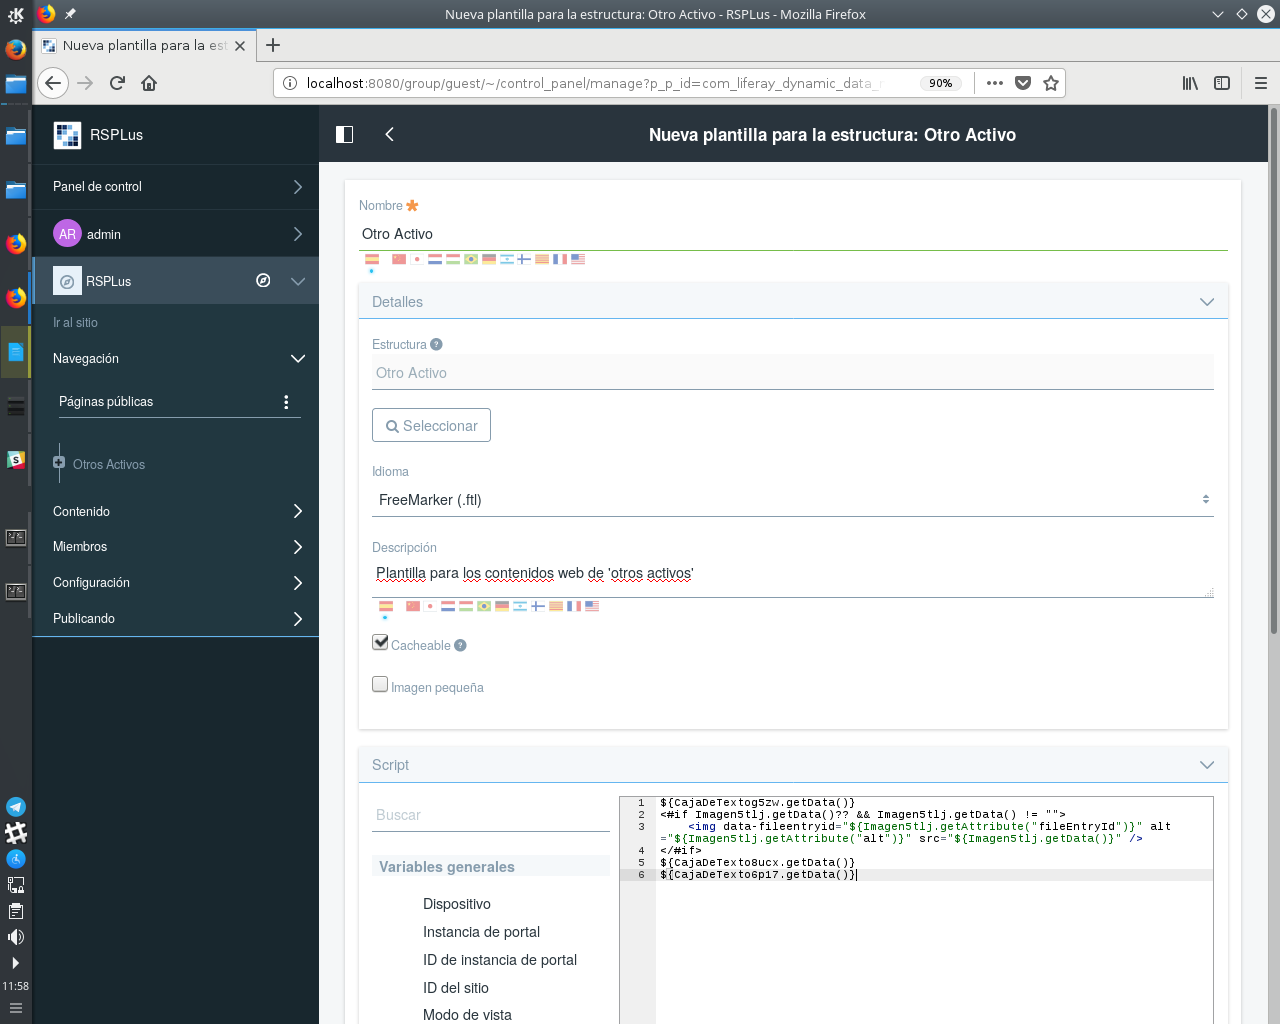 Nueva plantilla para la estructura: Otro Activo - RSPLus - Mozilla Firefox
Nueva plantilla para la est
localhost:8080/group/guest/~/control_panel/manage?p_p_id=com_liferay_dynamic_data_
90%
RSPLus
Panel de control
AR admin
RSPLus
Ir al sitio
Navegación
Páginas públicas
Otros Activos
Contenido
Miembros
Configuración
Publicando
11:58
Nueva plantilla para la estructura: Otro Activo
Nombre
Otro Activo
Detalles
Estructura
Otro Activo
Seleccionar
Idioma
FreeMarker (.ftl)
Descripción
Plantilla para los contenidos web de 'otros activos'
Cacheable
Imagen pequeña
Script
Buscar
Variables generales
Dispositivo
Instancia de portal
ID de instancia de portal
ID del sitio
Modo de vista
1 ${CajaDeTextog5zw.getData()}
2 <#if Imagen5tlj.getData()?? && Imagen5tlj.getData() != "">
3 <img data-fileentryid="${Imagen5tlj.getAttribute("fileEntryId")}" alt
="${Imagen5tlj.getAttribute("alt")}" src="${Imagen5tlj.getData()}" />
4 </#if>
5 ${CajaDeTexto8ucx.getData()}
6 ${CajaDeTexto6p17.getData()}